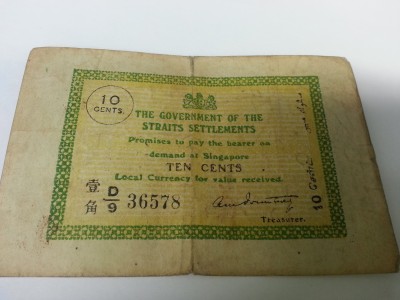 10
CENTS.
THE GOVERNMENT OF THE
STRAITS SETTLEMENTS
Promises to pay the bearer on
demand at Singapore
TEN CENTS
Local Currency for value received.
壹角
D/9 36578
Treasurer.
10